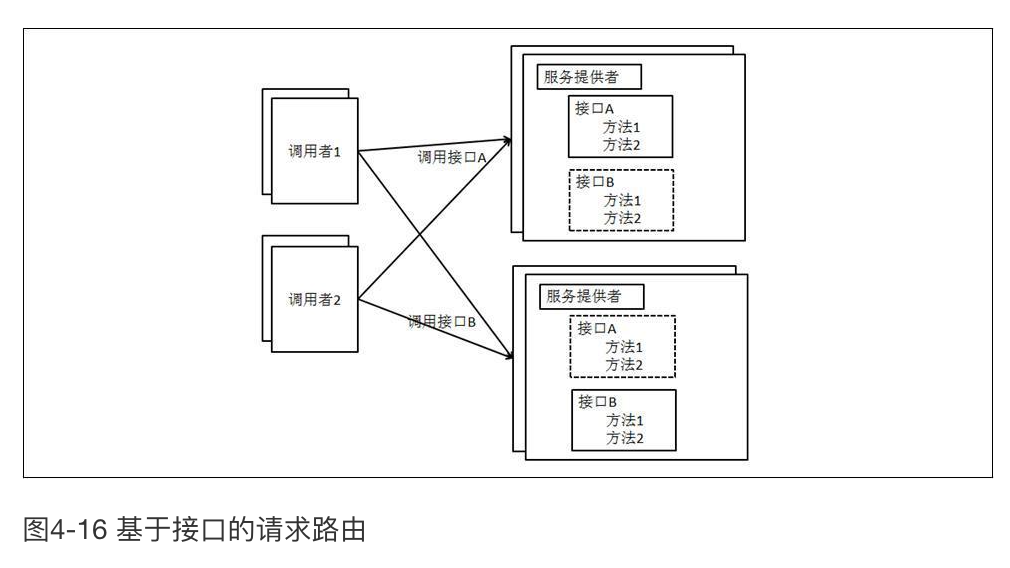 调用者1
调用者2
调用接口A
调用接口B
服务提供者
接口A
方法1
方法2
接口B
方法1
方法2
服务提供者
接口A
方法1
方法2
接口B
方法1
方法2
图4-16 基于接口的请求路由